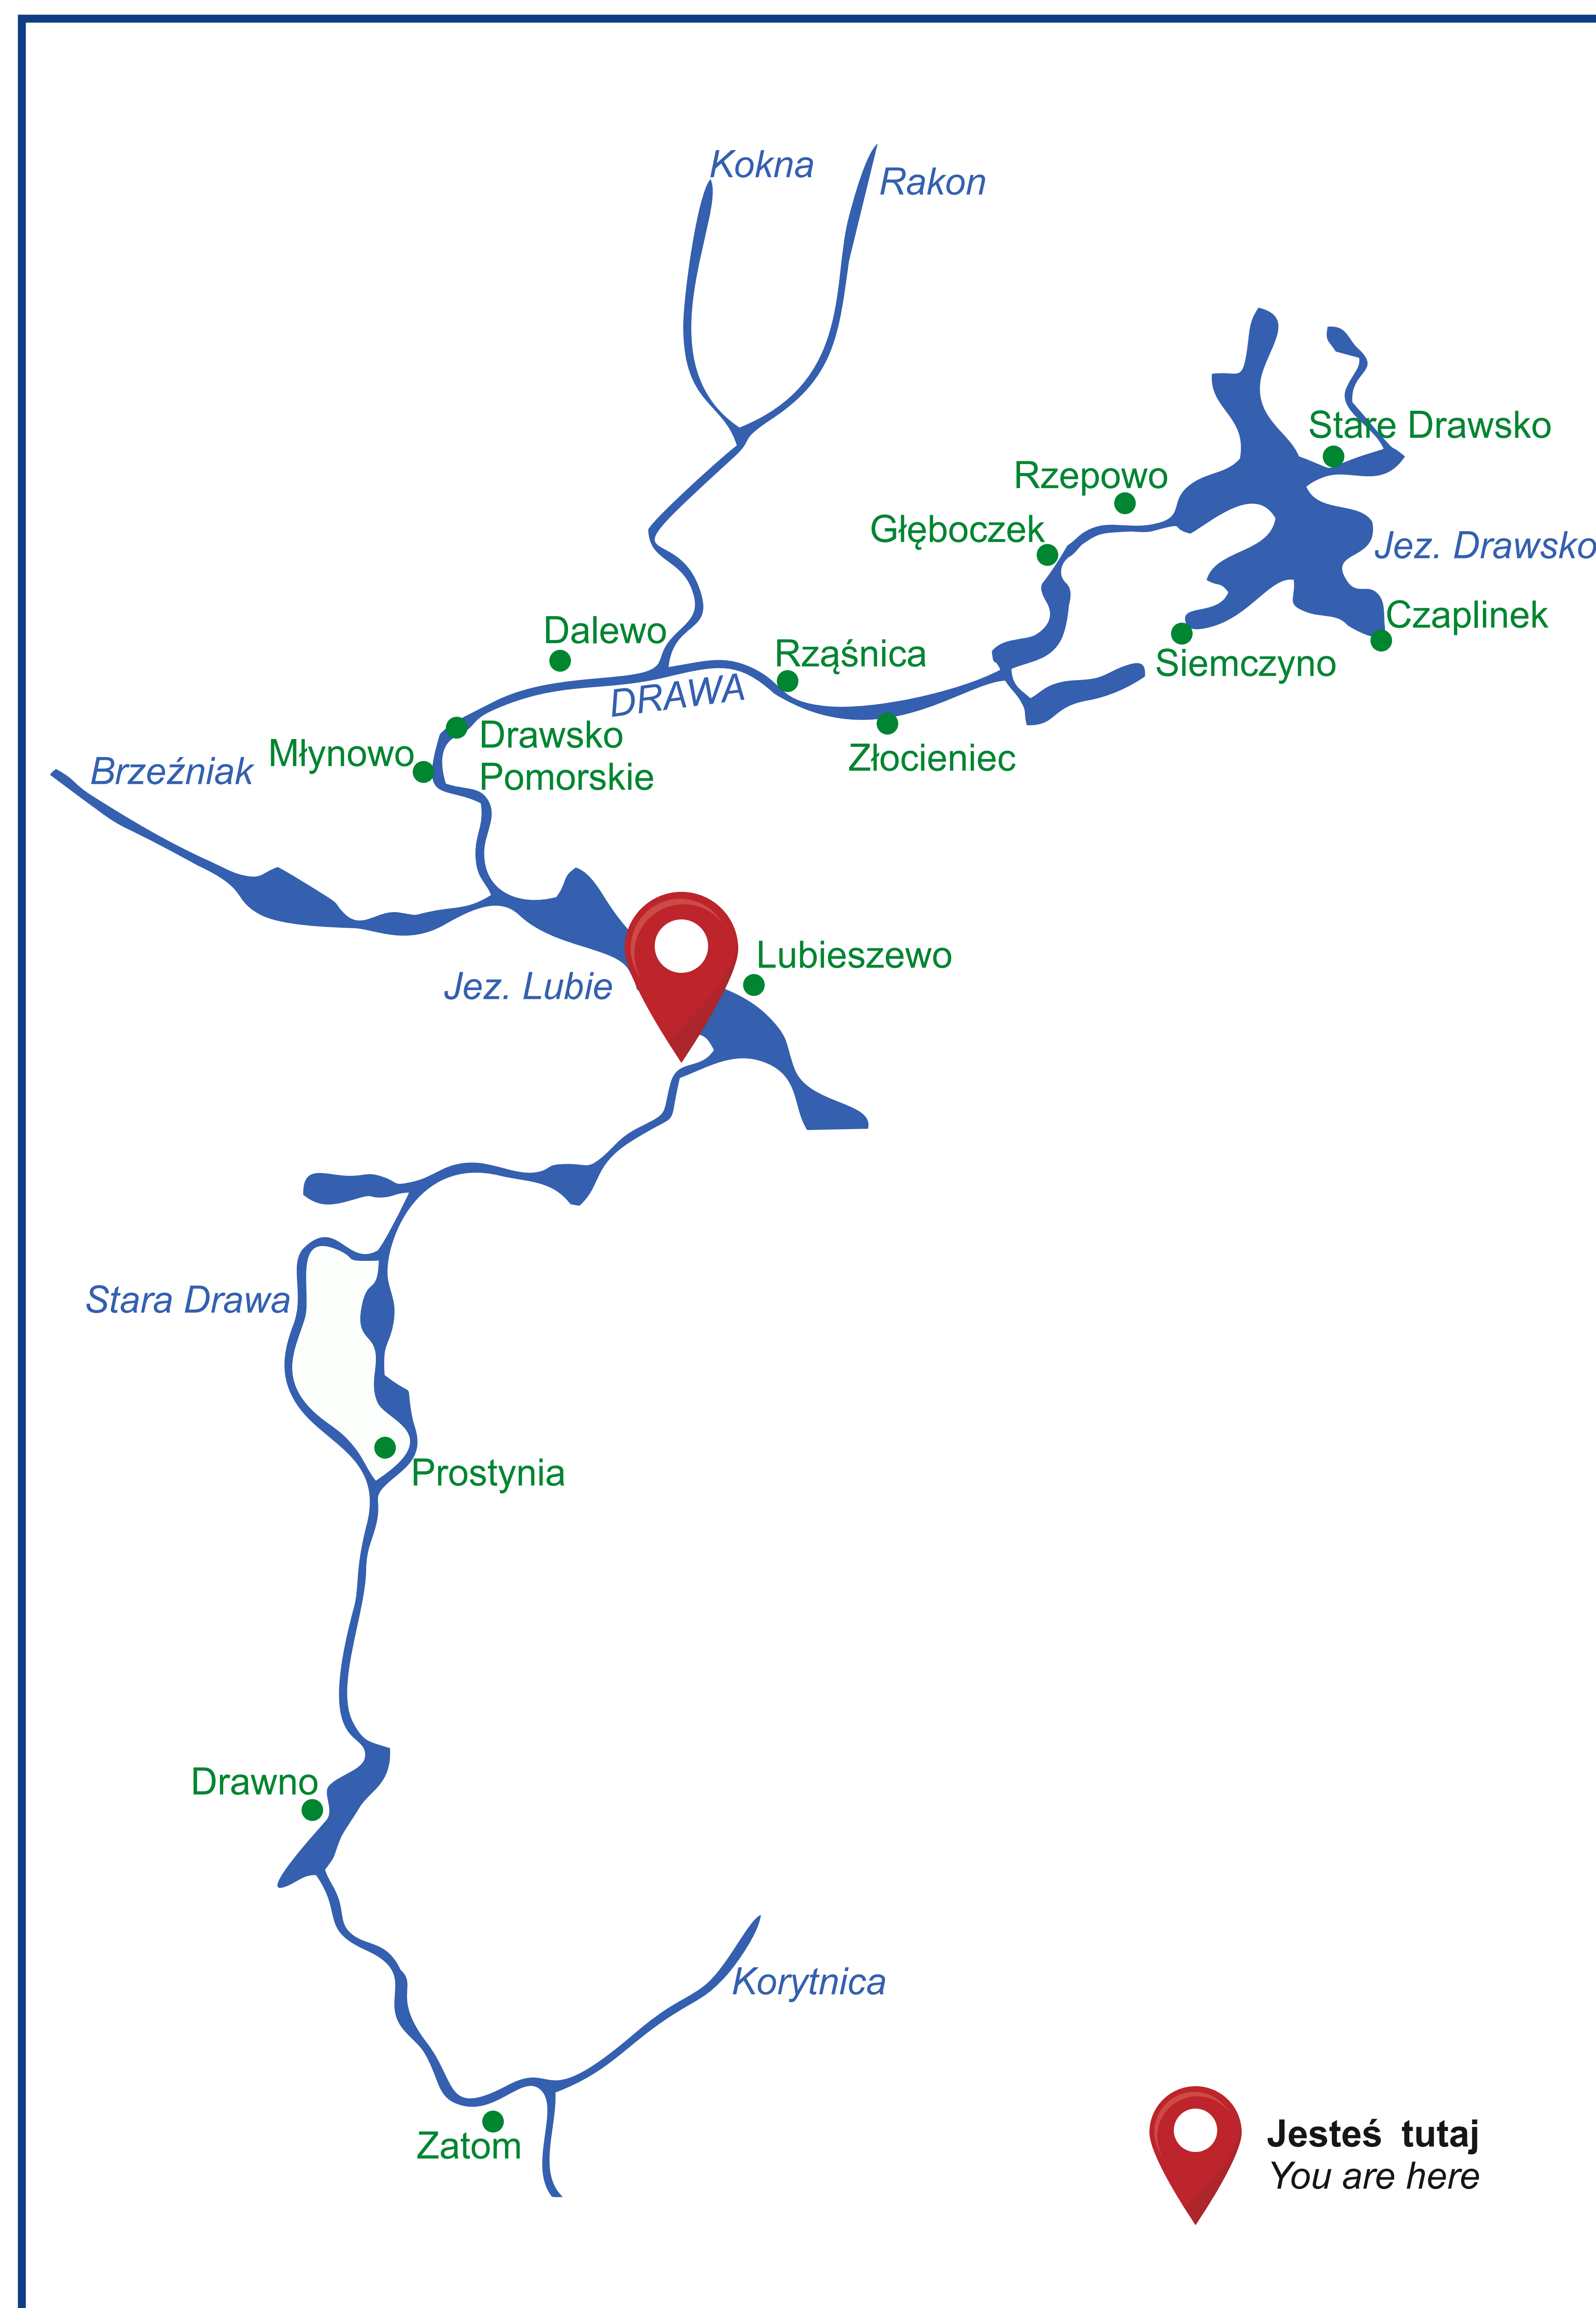 Kokna
Rakon
Stare Drawsko
Rzepowo
Głęboczek
Jez. Drawsko
Czaplinek
Dalewo
Rząśnica
Siemczyno
DRAWA
Drawsko
Pomorskie
Młynowo
Złocieniec
Brzeźniak
Lubieszewo
Jez. Lubie
Stara Drawa
Prostynia
Drawno
Korytnica
Zatom
Jesteś tutaj
You are here